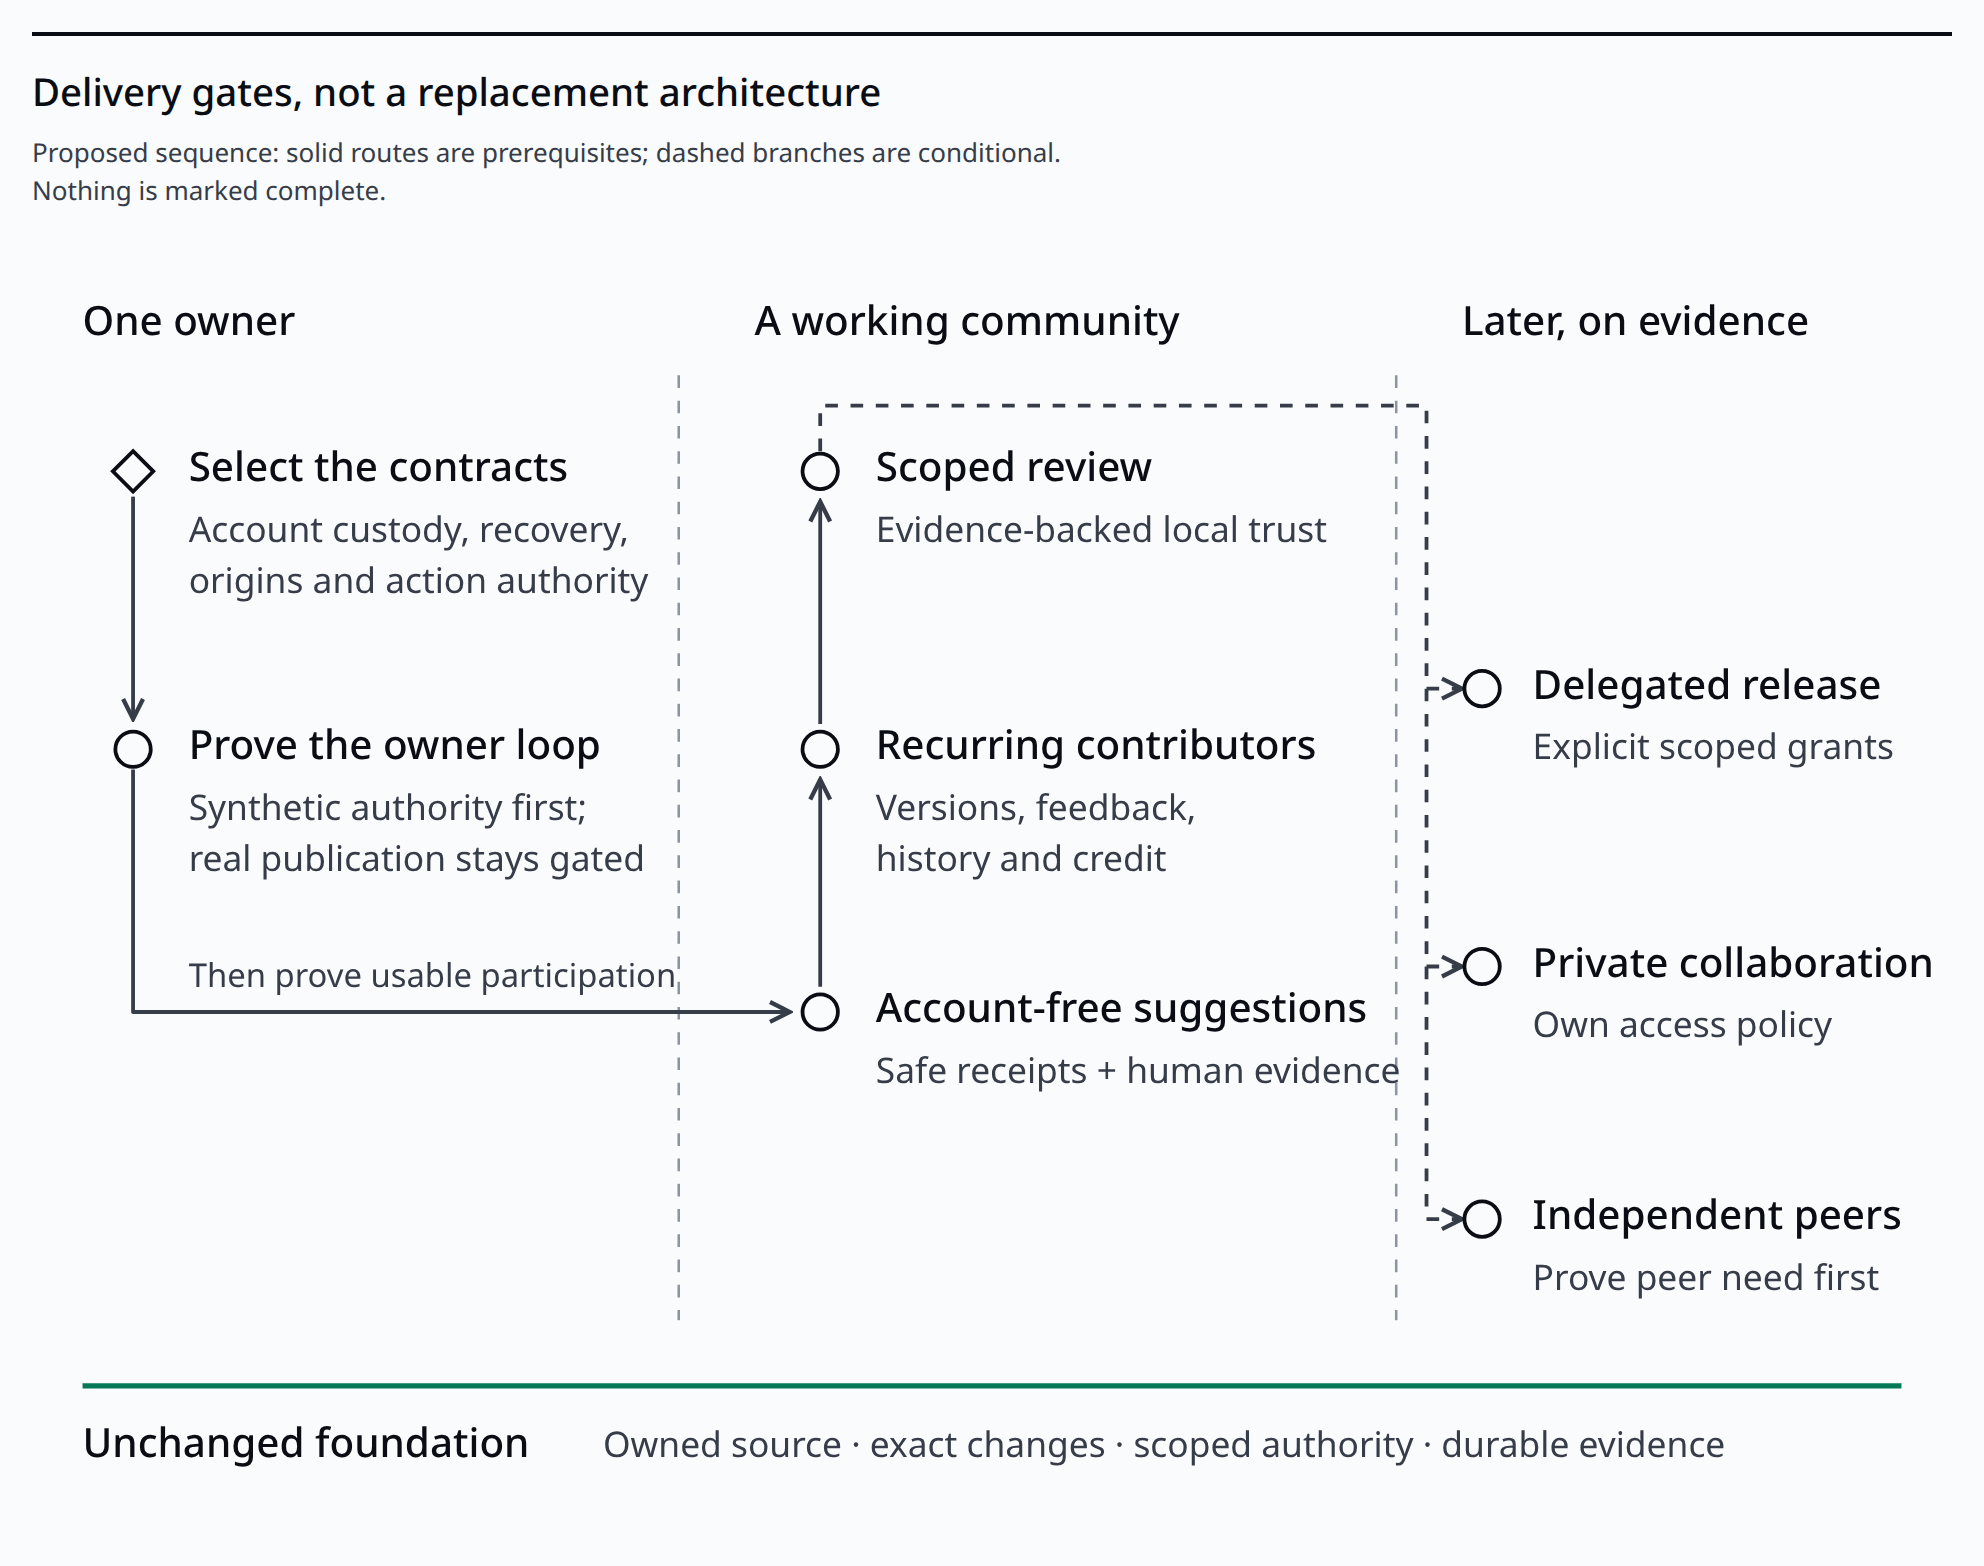 Delivery gates, not a replacement architecture
Proposed sequence: solid routes are prerequisites; dashed branches are conditional.
Nothing is marked complete.
One owner
Select the contracts
Account custody, recovery,
origins and action authority
Prove the owner loop
Synthetic authority first;
real publication stays gated
Then prove usable participation
A working community
Scoped review
Evidence-backed local trust
Recurring contributors
Versions, feedback,
history and credit
Account-free suggestions
Safe receipts + human evidence
Later, on evidence
Delegated release
Explicit scoped grants
Private collaboration
Own access policy
Independent peers
Prove peer need first
Unchanged foundation
Owned source · exact changes · scoped authority · durable evidence